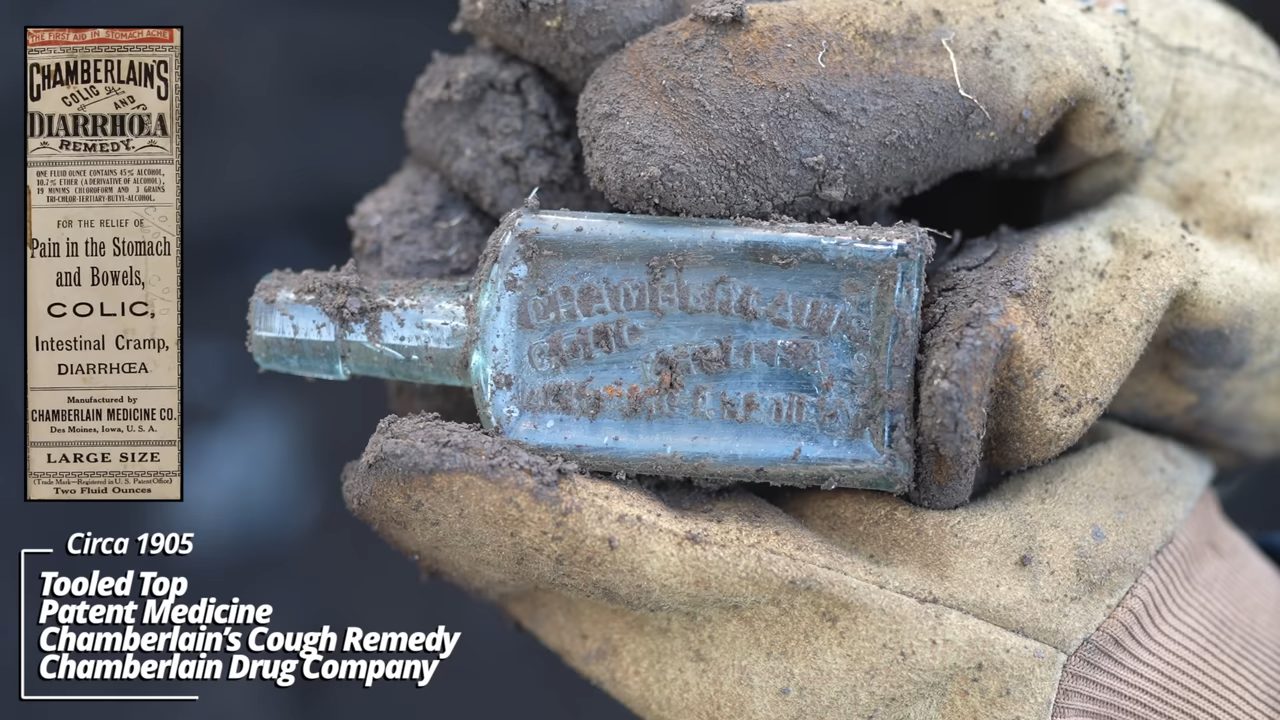 THE FIRST AID IN STOMACH ACHE
CHAMBERLAIN'S
COLIC
AND
DIARRHŒA
REMEDY.
ONE FLUID OUNCE CONTAINS 45% ALCOHOL,
10.7% ETHER (A DERIVATIVE OF ALCOHOL),
19 MINIMS CHLOROFORM AND 3 GRAINS
TRI-CHLOR-TERTIARY-BUTYL-ALCOHOL.
FOR THE RELIEF OF
Pain in the Stomach
and Bowels,
COLIC,
Intestinal Cramp,
DIARRHŒA
Manufactured by
CHAMBERLAIN MEDICINE CO.
Des Moines, Iowa, U. S. A.
LARGE SIZE
(Trade Mark—Registered in U. S. Patent Office)
Two Fluid Ounces
CHAMBERLAIN'S
COLIC
Circa 1905
Tooled Top
Patent Medicine
Chamberlain's Cough Remedy
Chamberlain Drug Company